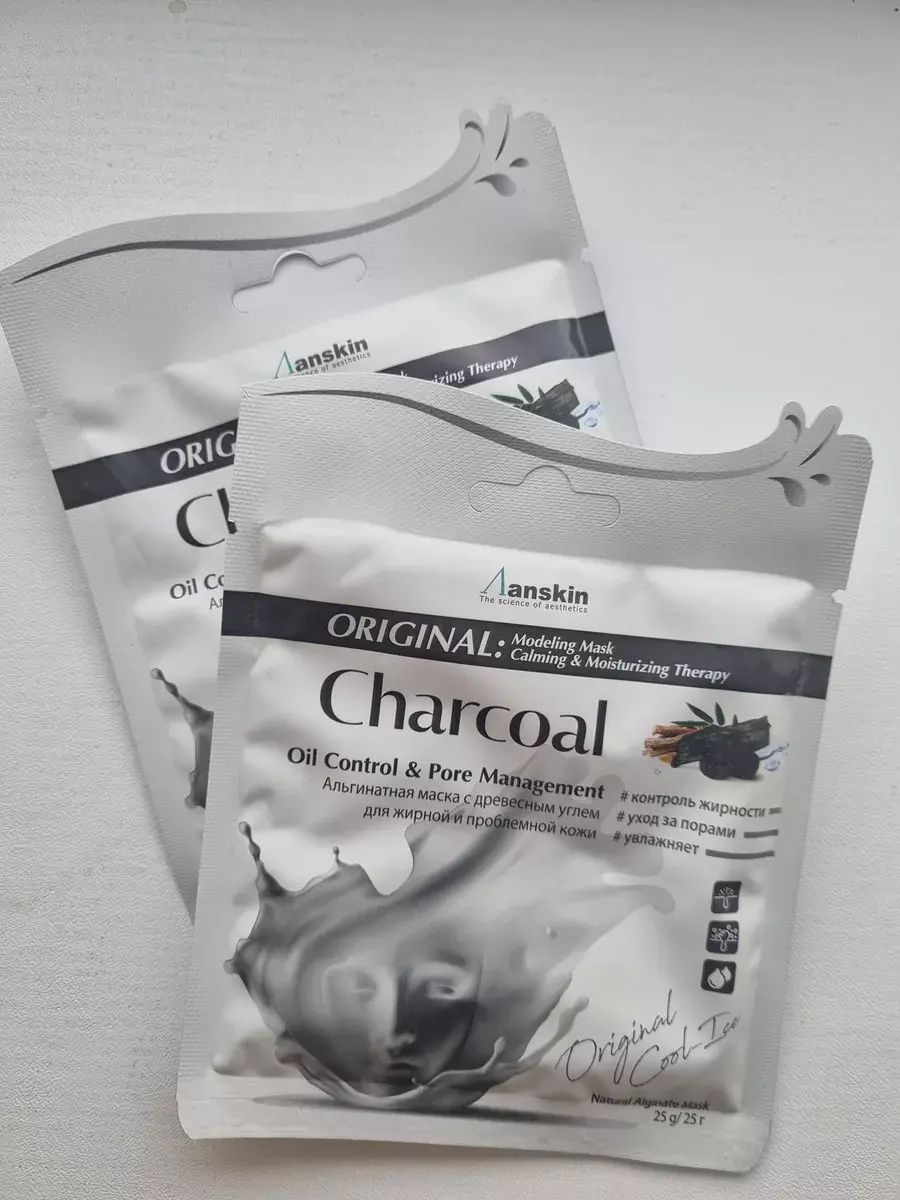 anskin
science of aesthetics
izing Therapy
ORIG
Ch
Oil Co
Ал
Aanskin
The science of aesthetics
ORIGINAL: Modeling Mask
Calming & Moisturizing Therapy
Charcoal
Oil Control & Pore Management
Альгинатная маска с древесным углем
для жирной и проблемной кожи
# контроль жирности
# уход за порами
# увлажняет
Original
Cool-Ice
Natural Alginate Mask
25 g/ 25 г